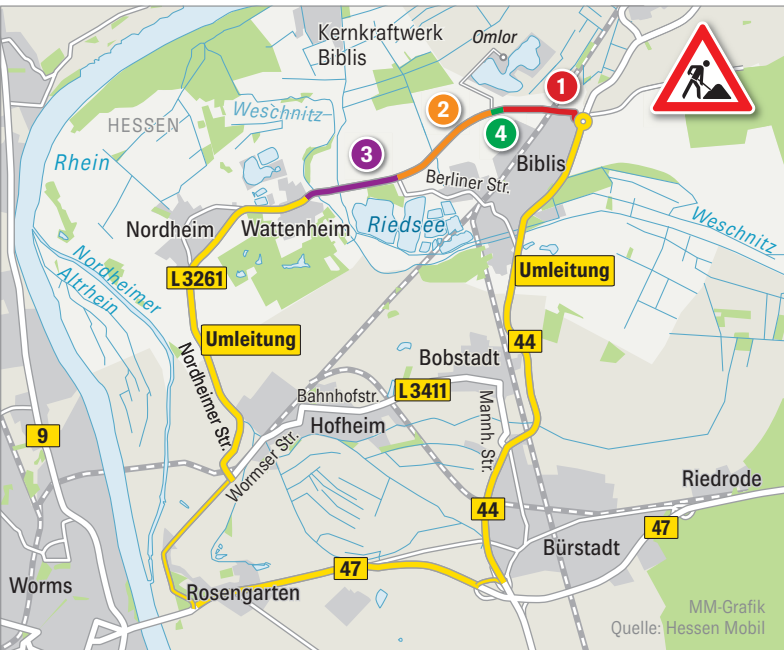 Kernkraftwerk
Biblis
Omlor
1
2
4
3
HESSEN
Weschnitz
Rhein
Biblis
Berliner Str.
Nordheim
Wattenheim
Riedsee
Weschnitz
Nordheimer
Altrhein
L3261
Umleitung
Umleitung
44
Nordheimer Str.
Bobstadt
Bahnhofstr.
L3411
Mannh. Str.
Hofheim
Wormser Str.
9
Riedrode
44
47
Bürstadt
47
Worms
Rosengarten
MM-Grafik
Quelle: Hessen Mobil